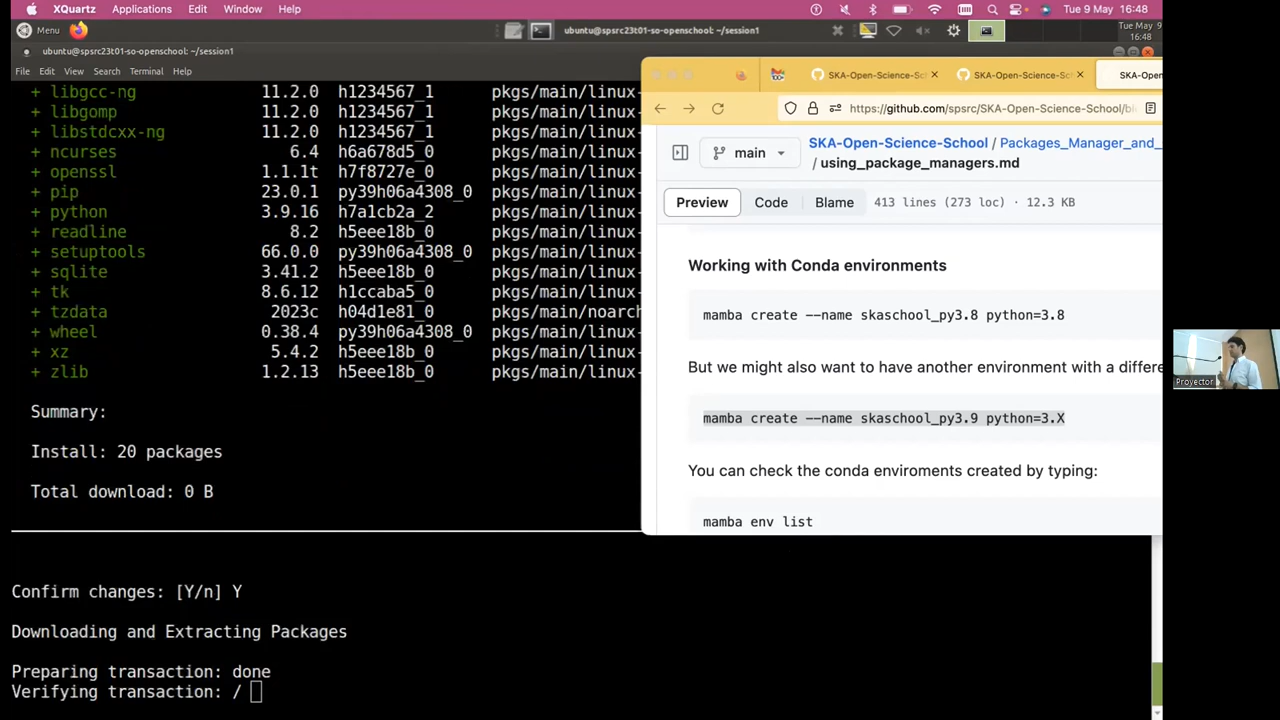 XQuartz Applications Edit Window Help Tue 9 May 16:48
Menu ubuntu@spsrc23t01-so-openschool: ~/session1 Tue May 9
16:48
ubuntu@spsrc23t01-so-openschool: ~/session1
File Edit View Search Terminal Help
+ libgcc-ng 11.2.0 h1234567_1 pkgs/main/linux-
+ libgomp 11.2.0 h1234567_1 pkgs/main/linux-
+ libstdcxx-ng 11.2.0 h1234567_1 pkgs/main/linux-
+ ncurses 6.4 h6a678d5_0 pkgs/main/linux-
+ openssl 1.1.1t h7f8727e_0 pkgs/main/linux-
+ pip 23.0.1 py39h06a4308_0 pkgs/main/linux-
+ python 3.9.16 h7a1cb2a_2 pkgs/main/linux-
+ readline 8.2 h5eee18b_0 pkgs/main/linux-
+ setuptools 66.0.0 py39h06a4308_0 pkgs/main/linux-
+ sqlite 3.41.2 h5eee18b_0 pkgs/main/linux-
+ tk 8.6.12 h1ccaba5_0 pkgs/main/linux-
+ tzdata 2023c h04d1e81_0 pkgs/main/noarch
+ wheel 0.38.4 py39h06a4308_0 pkgs/main/linux-
+ xz 5.4.2 h5eee18b_0 pkgs/main/linux-
+ zlib 1.2.13 h5eee18b_0 pkgs/main/linux-
Summary:
Install: 20 packages
Total download: 0 B
Confirm changes: [Y/n] Y
Downloading and Extracting Packages
Preparing transaction: done
Verifying transaction: /
SKA-Open-Science-Sc SKA-Open-Science-Sc SKA-Open
https://github.com/spsrc/SKA-Open-Science-School/bl
main
SKA-Open-Science-School / Packages_Manager_and_
/ using_package_managers.md
Preview Code Blame 413 lines (273 loc) · 12.3 KB
Working with Conda environments
mamba create --name skaschool_py3.8 python=3.8
But we might also want to have another environment with a differe
mamba create --name skaschool_py3.9 python=3.X
You can check the conda enviroments created by typing:
mamba env list
Proyector